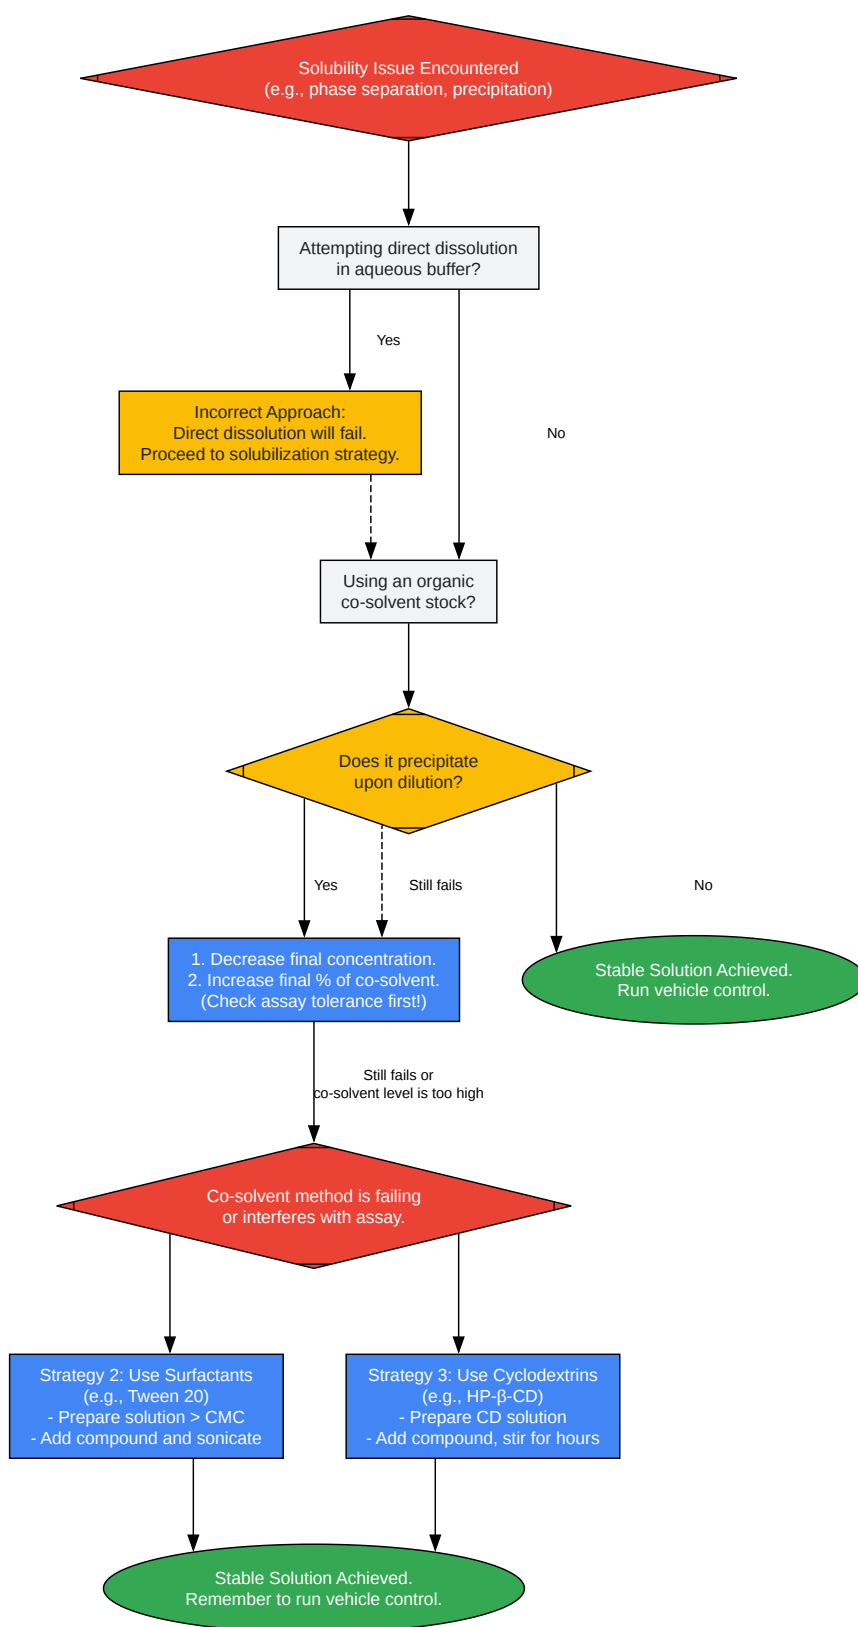 Solubility Issue Encountered
(e.g., phase separation, precipitation)
Attempting direct dissolution
in aqueous buffer?
Yes
Incorrect Approach:
Direct dissolution will fail.
Proceed to solubilization strategy.
No
Using an organic
co-solvent stock?
Does it precipitate
upon dilution?
Yes
Still fails
No
1. Decrease final concentration.
2. Increase final % of co-solvent.
(Check assay tolerance first!)
Stable Solution Achieved.
Run vehicle control.
Still fails or
co-solvent level is too high
Co-solvent method is failing
or interferes with assay.
Strategy 2: Use Surfactants
(e.g., Tween 20)
- Prepare solution > CMC
- Add compound and sonicate
Strategy 3: Use Cyclodextrins
(e.g., HP-β-CD)
- Prepare CD solution
- Add compound, stir for hours
Stable Solution Achieved.
Remember to run vehicle control.